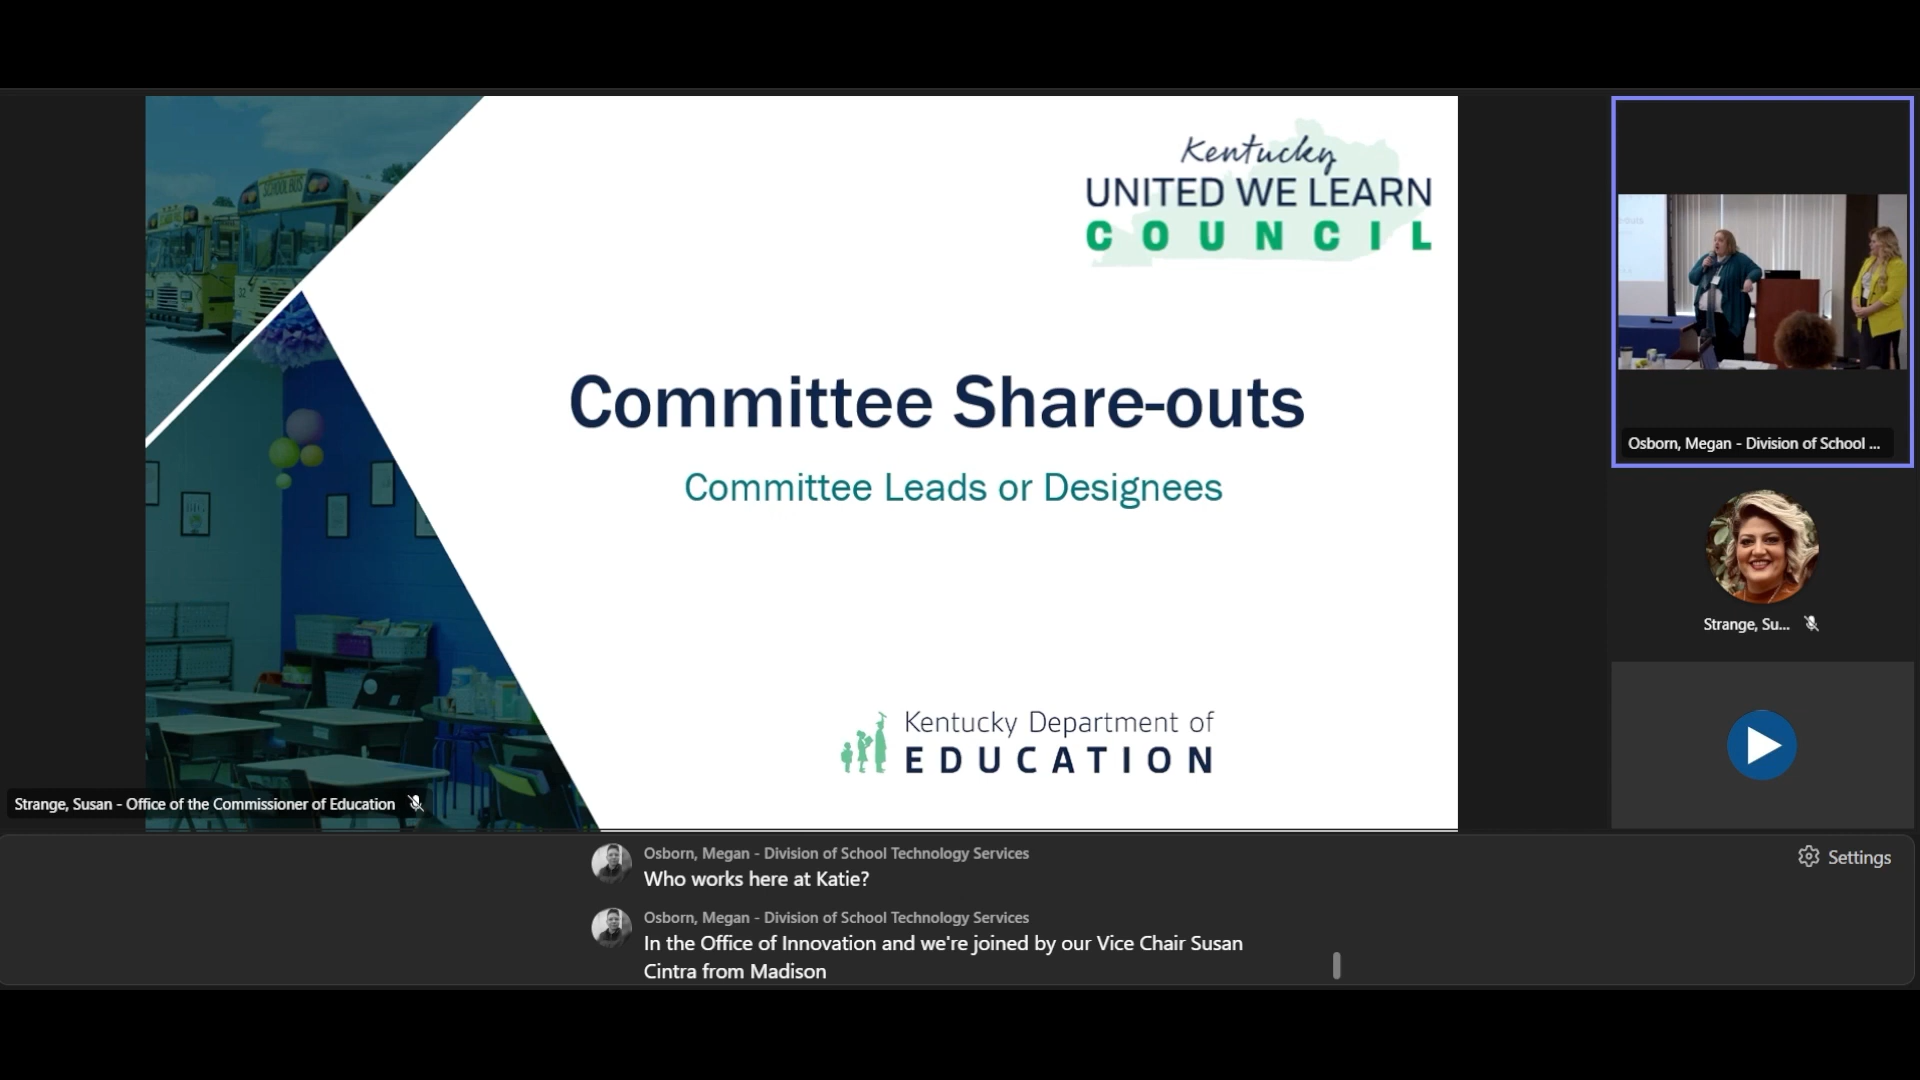 SCHOOL BUS
32
Kentucky
UNITED WE LEARN
COUNCIL
Committee Share-outs
Committee Leads or Designees
Kentucky Department of
EDUCATION
Strange, Susan - Office of the Commissioner of Education
Osborn, Megan - Division of School ...
Strange, Su...
Osborn, Megan - Division of School Technology Services
Who works here at Katie?
Osborn, Megan - Division of School Technology Services
In the Office of Innovation and we're joined by our Vice Chair Susan
Cintra from Madison
Settings